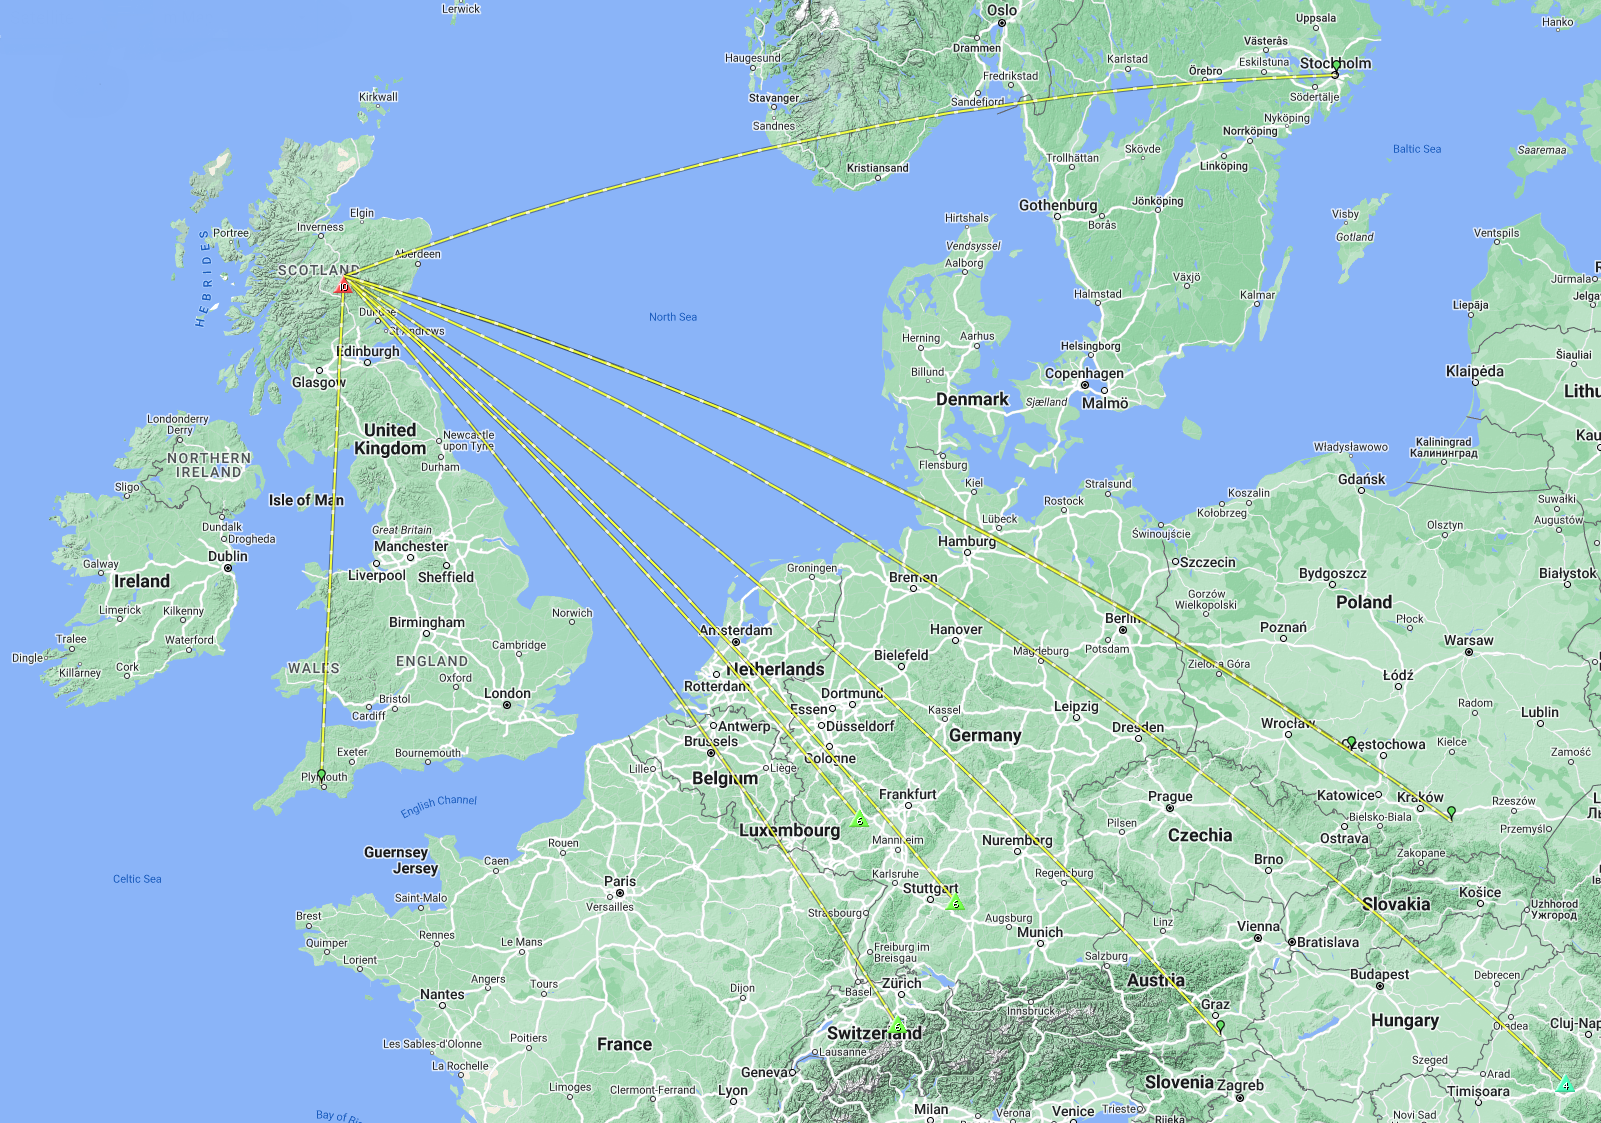 Lerwick
Oslo
Uppsala
Hanko
Drammen
Västerås
Haugesund
Karlstad
Eskilstuna
Stockholm
Örebro
Fredrikstad
Södertälje
Stavanger
Sandefjord
Kirkwall
Nyköping
Sandnes
Norrköping
Skövde
Baltic Sea
Saaremaa
Trollhättan
Linköping
Kristiansand
Jönköping
Gothenburg
Elgin
Visby
Hirtshals
Borås
Inverness
Portree
Ventspils
Gotland
Vendsyssel
HEBRIDES
Aberdeen
Aalborg
SCOTLAND
Växjö
Jūrmala
10
Halmstad
Kalmar
Jelga
Liepāja
Dundee
North Sea
St Andrews
Herning
Aarhus
Helsingborg
Edinburgh
Šiauliai
Billund
Copenhagen
Klaipėda
Glasgow
Denmark
Sjælland
Malmö
Lithu
Londonderry
Derry
United
Kingdom
Newcastle
upon Tyne
Kaliningrad
Калининград
Kau
Władysławowo
NORTHERN
IRELAND
Durham
Flensburg
Gdańsk
Sligo
Kiel
Stralsund
Koszalin
Isle of Man
Rostock
Kołobrzeg
Suwałki
Lübeck
Augustów
Dundalk
Great Britain
Olsztyn
Drogheda
Świnoujście
Manchester
Hamburg
Dublin
Szczecin
Galway
Liverpool
Sheffield
Groningen
Bremen
Bydgoszcz
Białystok
Ireland
Gorzów
Wielkopolski
Poland
Limerick
Kilkenny
Norwich
Birmingham
Berlin
Płock
Amsterdam
Hanover
Poznań
Tralee
Waterford
Warsaw
Cambridge
Potsdam
Dingle
Magdeburg
Bielefeld
Cork
WALES
ENGLAND
Netherlands
Zielona Góra
Killarney
Oxford
Łódź
Rotterdam
London
Dortmund
Bristol
Radom
Essen
Kassel
Leipzig
Lublin
Cardiff
Wrocław
Antwerp
Düsseldorf
Dresden
Germany
Brussels
Częstochowa
Kielce
Exeter
Bournemouth
Zamość
Cologne
Lille
Liège
Plymouth
Belgium
Frankfurt
Prague
Katowice
Kraków
Rzeszów
English Channel
Bielsko-Biala
Pilsen
Przemyśl
Luxembourg
Czechia
Ostrava
Mannheim
Nuremberg
Rouen
Guernsey
Jersey
Zakopane
Caen
Brno
Karlsruhe
Regensburg
Celtic Sea
Paris
Stuttgart
Košice
Saint-Malo
Versailles
Slovakia
Uzhhorod
Ужгород
Brest
Strasbourg
Augsburg
Linz
Vienna
Rennes
Munich
Quimper
Le Mans
Bratislava
Freiburg im
Breisgau
Lorient
Salzburg
Budapest
Debrecen
Angers
Tours
Dijon
Zürich
Austria
Nantes
Basel
Graz
Innsbruck
Hungary
Oradea
Cluj-Nap
Switzerland
Poitiers
Les Sables-d'Olonne
France
Lausanne
Szeged
La Rochelle
Geneva
Arad
Limoges
Clermont-Ferrand
Lyon
Slovenia
Zagreb
Timișoara
4
Milan
Verona
Venice
Trieste
Novi Sad
Rijeka
Bay of Bi